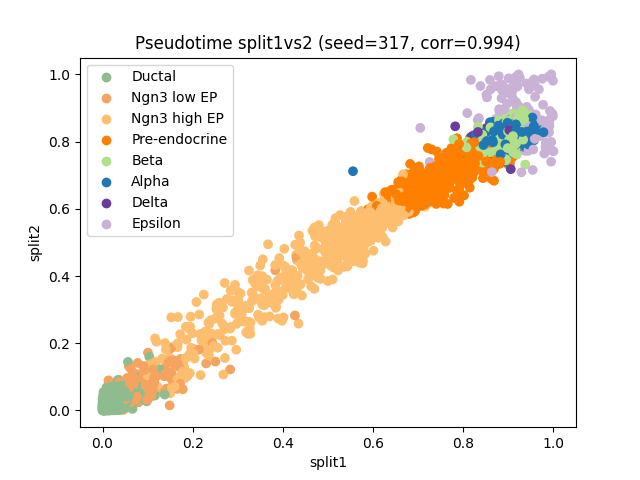 Pseudotime split1vs2 (seed=317, corr=0.994)
1.0
0.8
0.6
0.4
0.2
0.0
split2
Ductal
Ngn3 low EP
Ngn3 high EP
Pre-endocrine
Beta
Alpha
Delta
Epsilon
0.0 0.2 0.4 0.6 0.8 1.0
split1